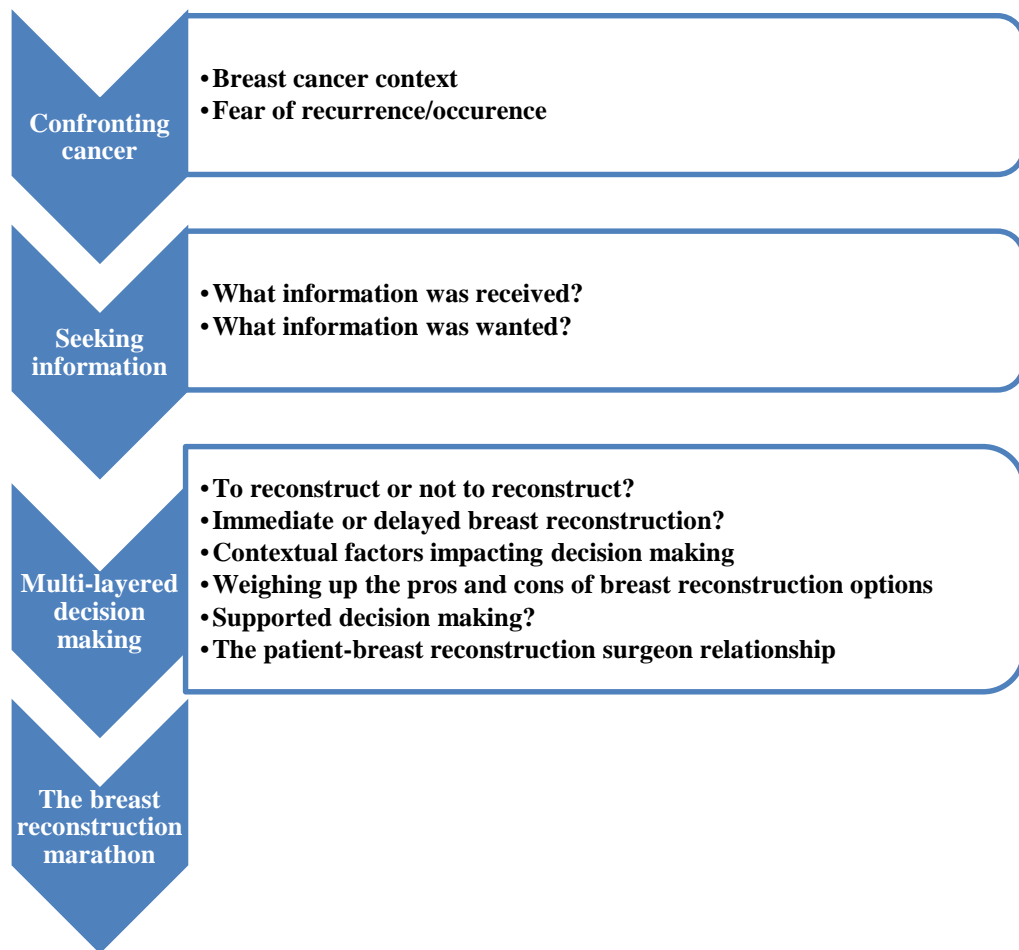 Confronting
cancer
•Breast cancer context
•Fear of recurrence/occurence
Seeking
information
•What information was received?
•What information was wanted?
Multi-layered
decision
making
•To reconstruct or not to reconstruct?
•Immediate or delayed breast reconstruction?
•Contextual factors impacting decision making
•Weighing up the pros and cons of breast reconstruction options
•Supported decision making?
•The patient-breast reconstruction surgeon relationship
The breast
reconstruction
marathon